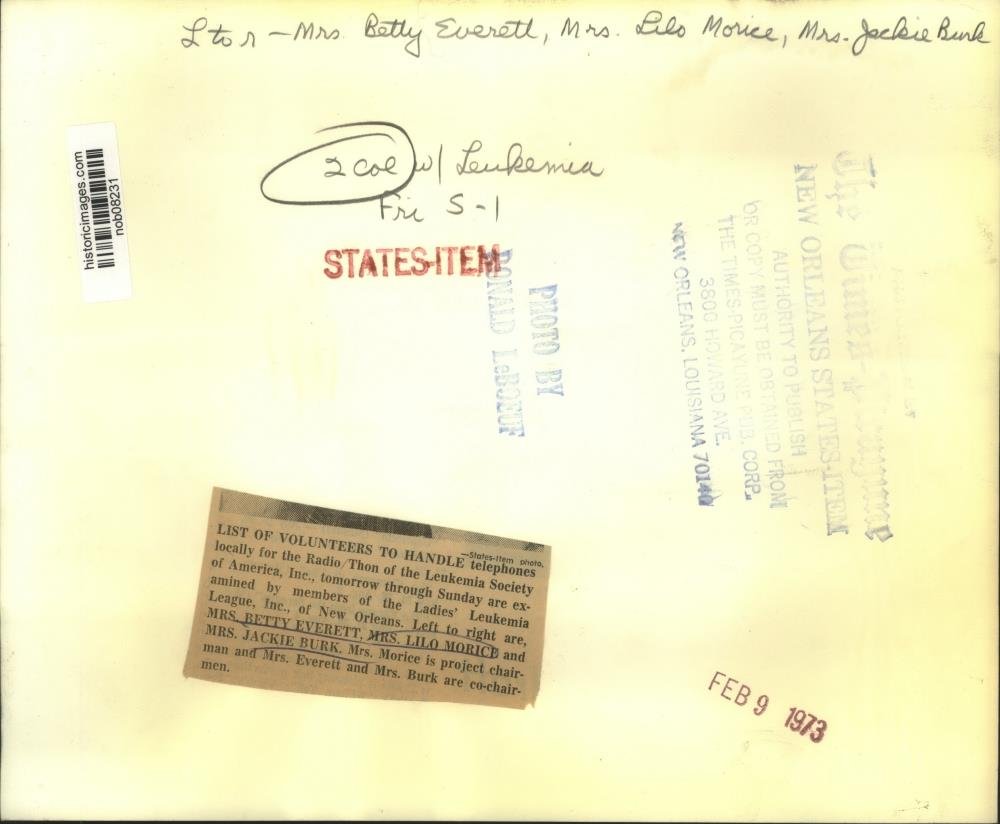 L to r - Mrs. Betty Everett, Mrs. Lilo Morice, Mrs. Jackie Burk
historicimages.com
nob08231
2 col w/ Leukemia
Fri S-1
STATES-ITEM
PHOTO BY
RONALD LeBOEUF
The Times-Picayune
NEW ORLEANS STATES-ITEM
AUTHORITY TO PUBLISH
OR COPY MUST BE OBTAINED FROM
THE TIMES-PICAYUNE PUB. CORP.
3800 HOWARD AVE.
NEW ORLEANS, LOUISIANA 70140
—States-Item photo.
LIST OF VOLUNTEERS TO HANDLE telephones
locally for the Radio/Thon of the Leukemia Society
of America, Inc., tomorrow through Sunday are ex-
amined by members of the Ladies' Leukemia
League, Inc., of New Orleans. Left to right are,
MRS. BETTY EVERETT, MRS. LILO MORICE and
MRS. JACKIE BURK. Mrs. Morice is project chair-
man and Mrs. Everett and Mrs. Burk are co-chair-
men.
FEB 9 1973